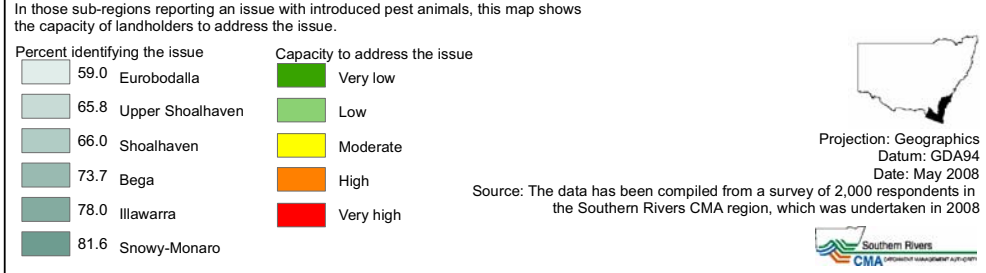 In those sub-regions reporting an issue with introduced pest animals, this map shows
the capacity of landholders to address the issue.
Percent identifying the issue
59.0 Eurobodalla
65.8 Upper Shoalhaven
66.0 Shoalhaven
73.7 Bega
78.0 Illawarra
81.6 Snowy-Monaro
Capacity to address the issue
Very low
Low
Moderate
High
Very high
Projection: Geographics
Datum: GDA94
Date: May 2008
Source: The data has been compiled from a survey of 2,000 respondents in
the Southern Rivers CMA region, which was undertaken in 2008
Southern Rivers
CMA CATCHMENT MANAGEMENT AUTHORITY